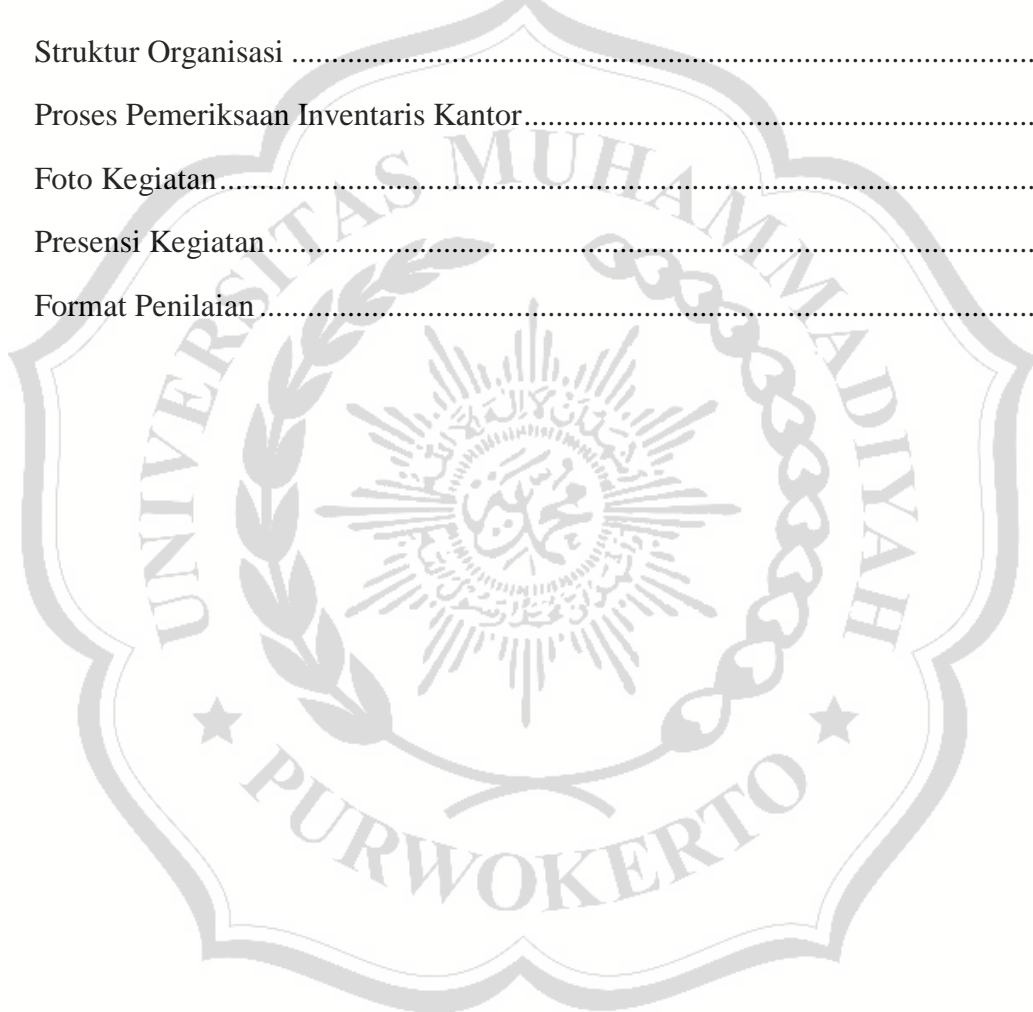 Struktur Organisasi ........................................................................................
Proses Pemeriksaan Inventaris Kantor.......................................................
Foto Kegiatan.................................................................................................
Presensi Kegiatan...........................................................................................
Format Penilaian ............................................................................................
UNIVERSITAS MUHAMMADIYAH
PURWOKERTO